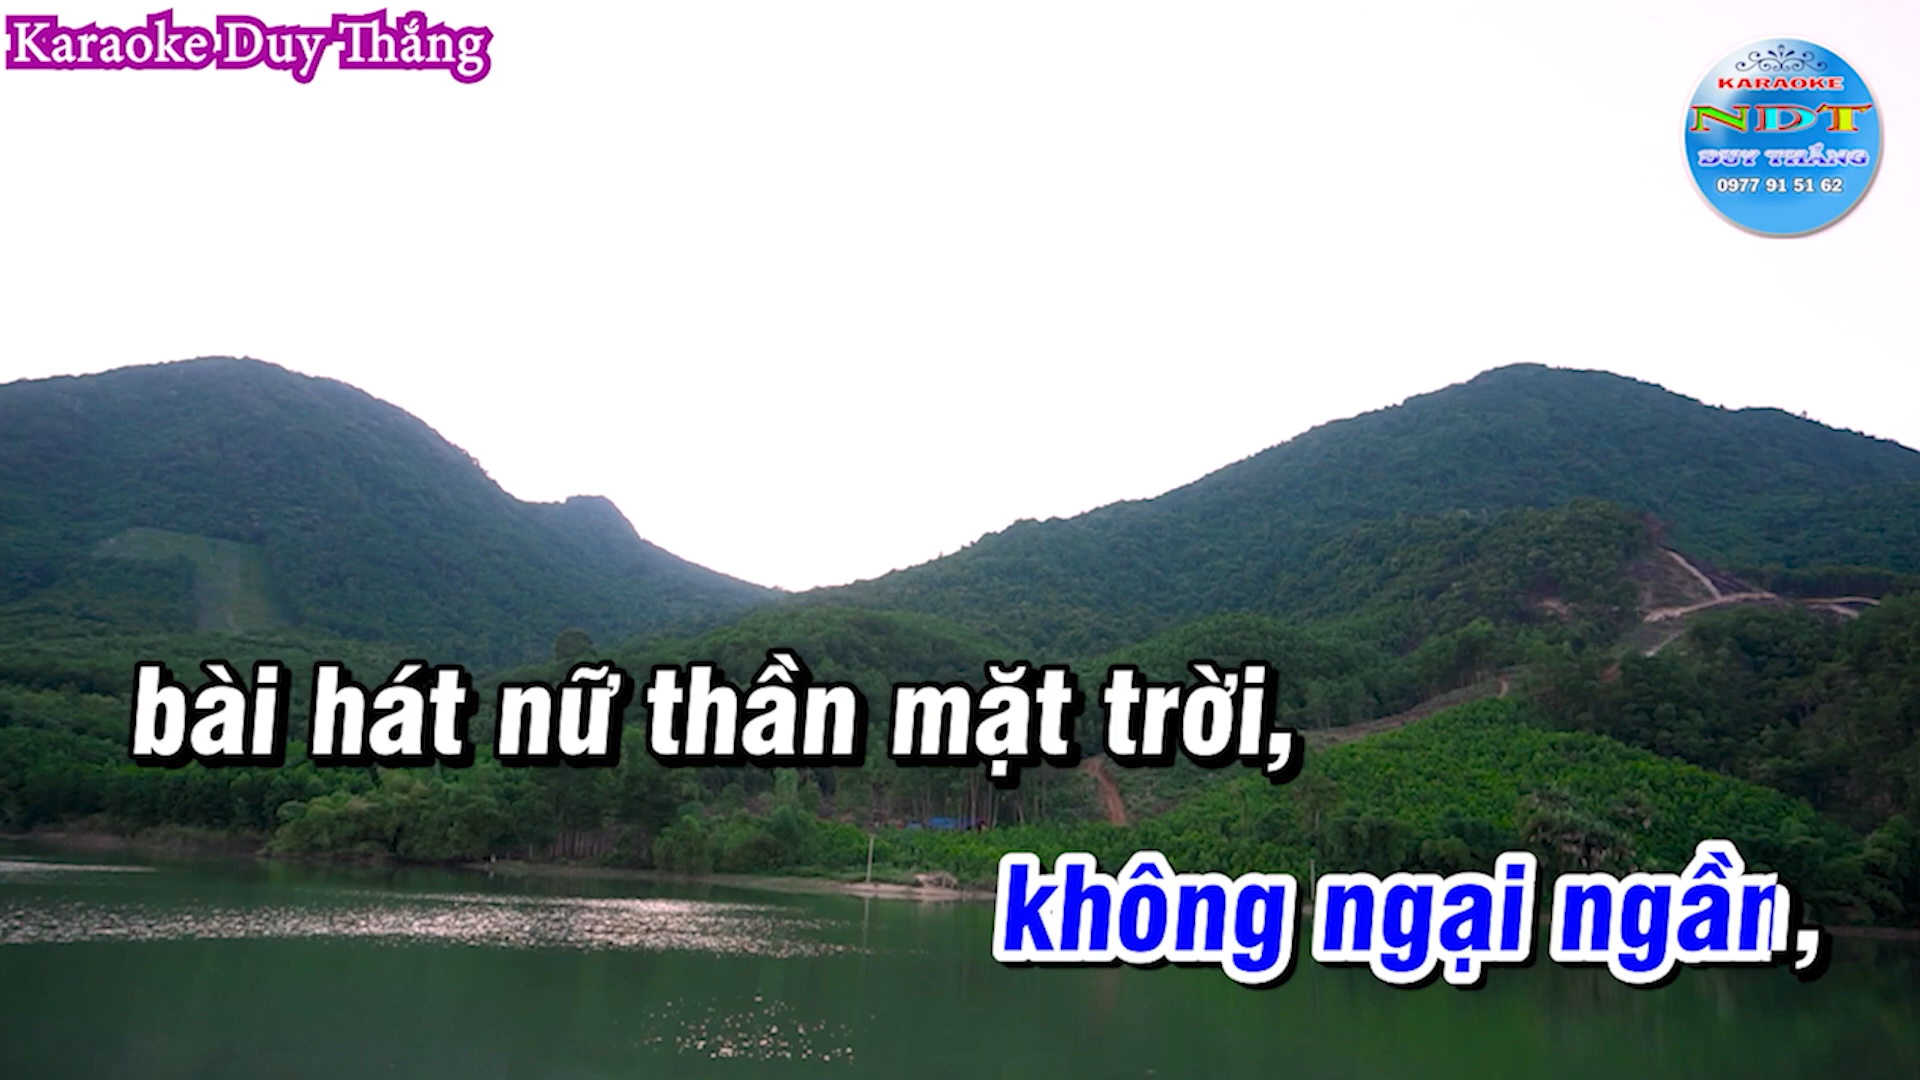 Karaoke Duy Thắng
KARAOKE
NDT
DUY THẮNG
0977 91 51 62
bài hát nữ thần mặt trời,
không ngại ngần,